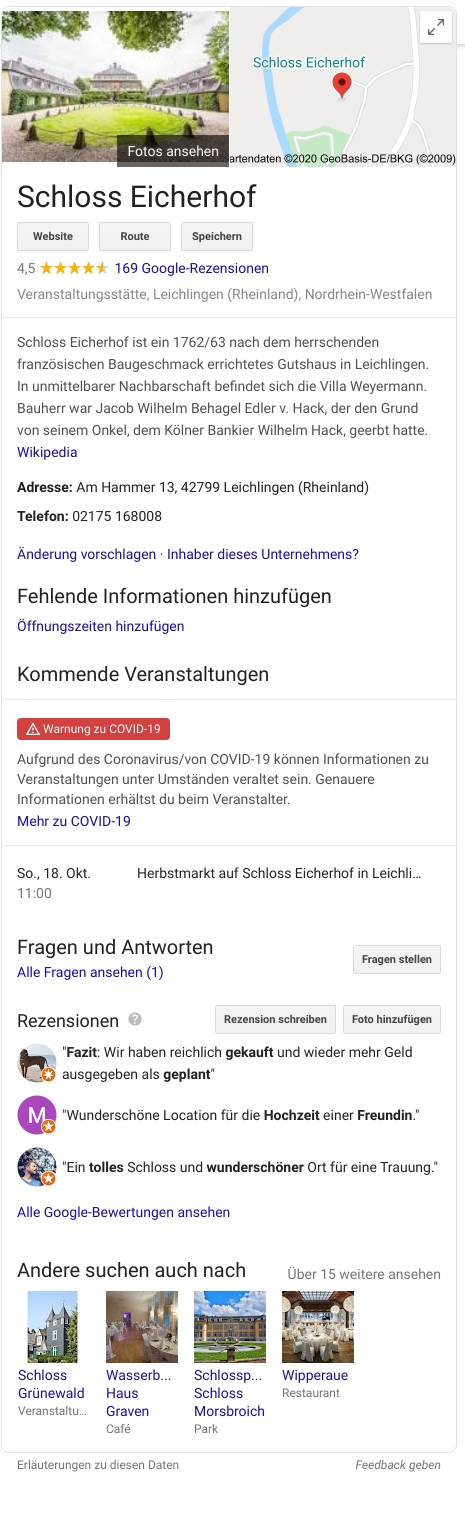 Schloss Eicherhof
Fotos ansehen
artendaten ©2020 GeoBasis-DE/BKG (©2009)
Schloss Eicherhof
Website Route Speichern
4,5 169 Google-Rezensionen
Veranstaltungsstätte, Leichlingen (Rheinland), Nordrhein-Westfalen
Schloss Eicherhof ist ein 1762/63 nach dem herrschenden
französischen Baugeschmack errichtetes Gutshaus in Leichlingen.
In unmittelbarer Nachbarschaft befindet sich die Villa Weyermann.
Bauherr war Jacob Wilhelm Behagel Edler v. Hack, der den Grund
von seinem Onkel, dem Kölner Bankier Wilhelm Hack, geerbt hatte.
Wikipedia
Adresse: Am Hammer 13, 42799 Leichlingen (Rheinland)
Telefon: 02175 168008
Änderung vorschlagen · Inhaber dieses Unternehmens?
Fehlende Informationen hinzufügen
Öffnungszeiten hinzufügen
Kommende Veranstaltungen
Warnung zu COVID-19
Aufgrund des Coronavirus/von COVID-19 können Informationen zu
Veranstaltungen unter Umständen veraltet sein. Genauere
Informationen erhältst du beim Veranstalter.
Mehr zu COVID-19
So., 18. Okt. Herbstmarkt auf Schloss Eicherhof in Leichli...
11:00
Fragen und Antworten
Alle Fragen ansehen (1)
Fragen stellen
Rezensionen ? Rezension schreiben Foto hinzufügen
"Fazit: Wir haben reichlich gekauft und wieder mehr Geld
ausgegeben als geplant"
M "Wunderschöne Location für die Hochzeit einer Freundin."
"Ein tolles Schloss und wunderschöner Ort für eine Trauung."
Alle Google-Bewertungen ansehen
Andere suchen auch nach Über 15 weitere ansehen
Schloss
Grünewald
Veranstaltu...
Wasserb...
Haus
Graven
Café
Schlossp...
Schloss
Morsbroich
Park
Wipperaue
Restaurant
Erläuterungen zu diesen Daten Feedback geben